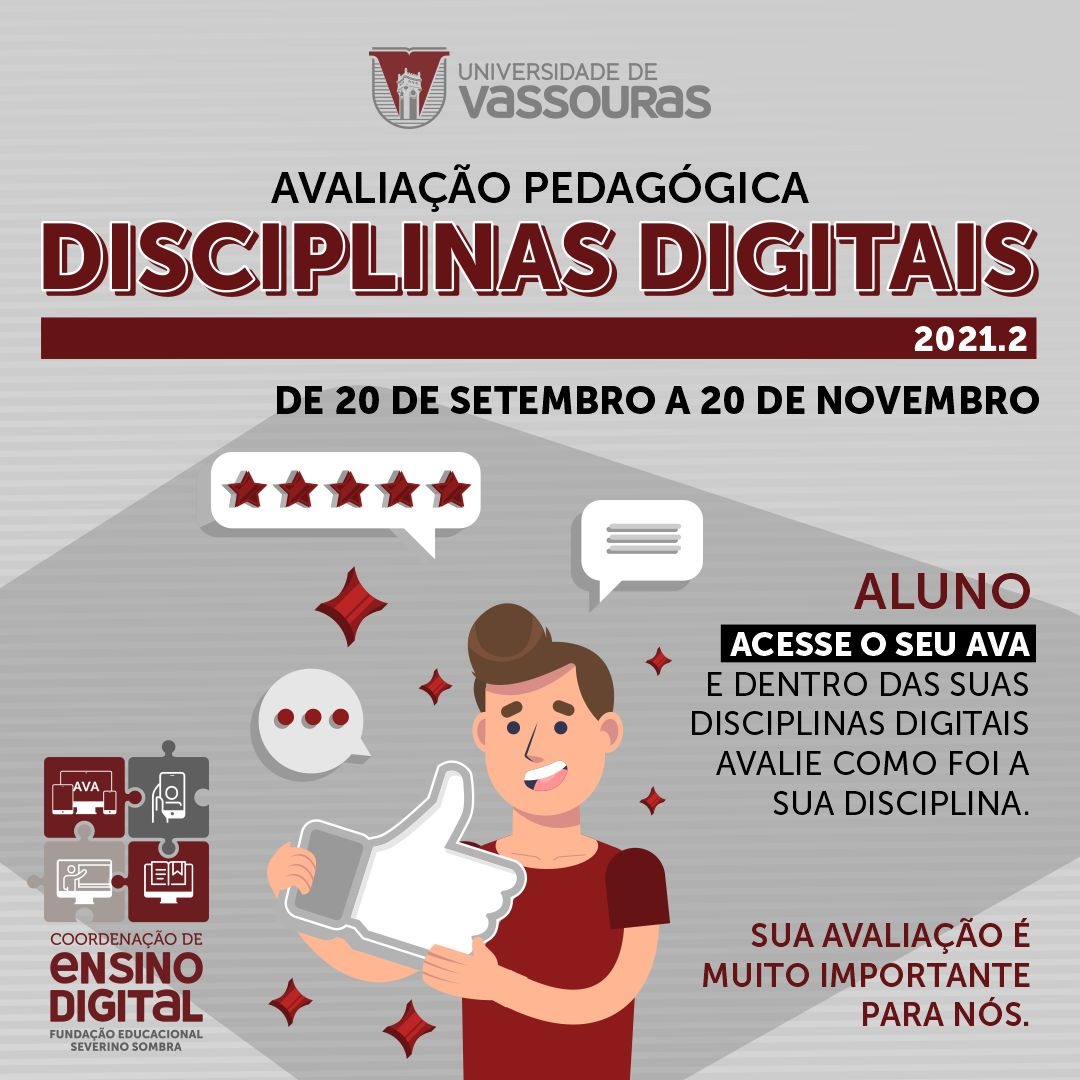 UNIVERSIDADE DE
VASSOURAS
AVALIAÇÃO PEDAGÓGICA
DISCIPLINAS DIGITAIS
2021.2
DE 20 DE SETEMBRO A 20 DE NOVEMBRO
ALUNO
ACESSE O SEU AVA
E DENTRO DAS SUAS
DISCIPLINAS DIGITAIS
AVALIE COMO FOI A
SUA DISCIPLINA.
AVA
COORDENAÇÃO DE
ENSINO
DIGITAL
FUNDAÇÃO EDUCACIONAL
SEVERINO SOMBRA
SUA AVALIAÇÃO É
MUITO IMPORTANTE
PARA NÓS.